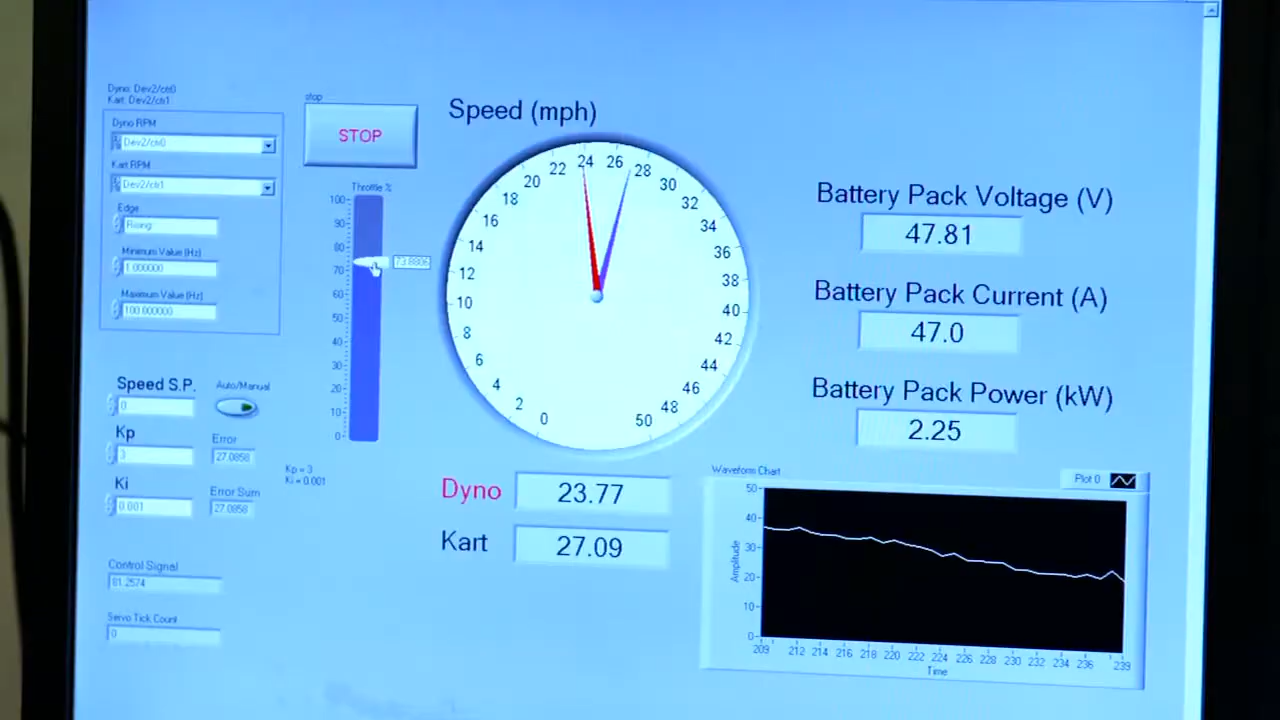 Dyno: Dev2/ctr0
Kart: Dev2/ctr1
Dyno RPM
Dev2/ctr0
Kart RPM
Dev2/ctr1
Edge
Rising
Minimum Value (Hz)
1.000000
Maximum Value (Hz)
100.000000
Speed S.P.
0
Auto/Manual
Kp
3
Error
27.0858
Ki
0.001
Error Sum
27.0858
Kp = 3
Ki = 0.001
Control Signal
81.2574
Servo Tick Count
0
stop
STOP
Throttle %
100
90
80
70
60
50
40
30
20
10
0
73.8806
Speed (mph)
0
2
4
6
8
10
12
14
16
18
20
22
24
26
28
30
32
34
36
38
40
42
44
46
48
50
Dyno 23.77
Kart 27.09
Battery Pack Voltage (V)
47.81
Battery Pack Current (A)
47.0
Battery Pack Power (kW)
2.25
Waveform Chart
Plot 0
Amplitude
50
40
30
20
10
0
209 212 214 216 218 220 222 224 226 228 230 232 234 236 239
Time